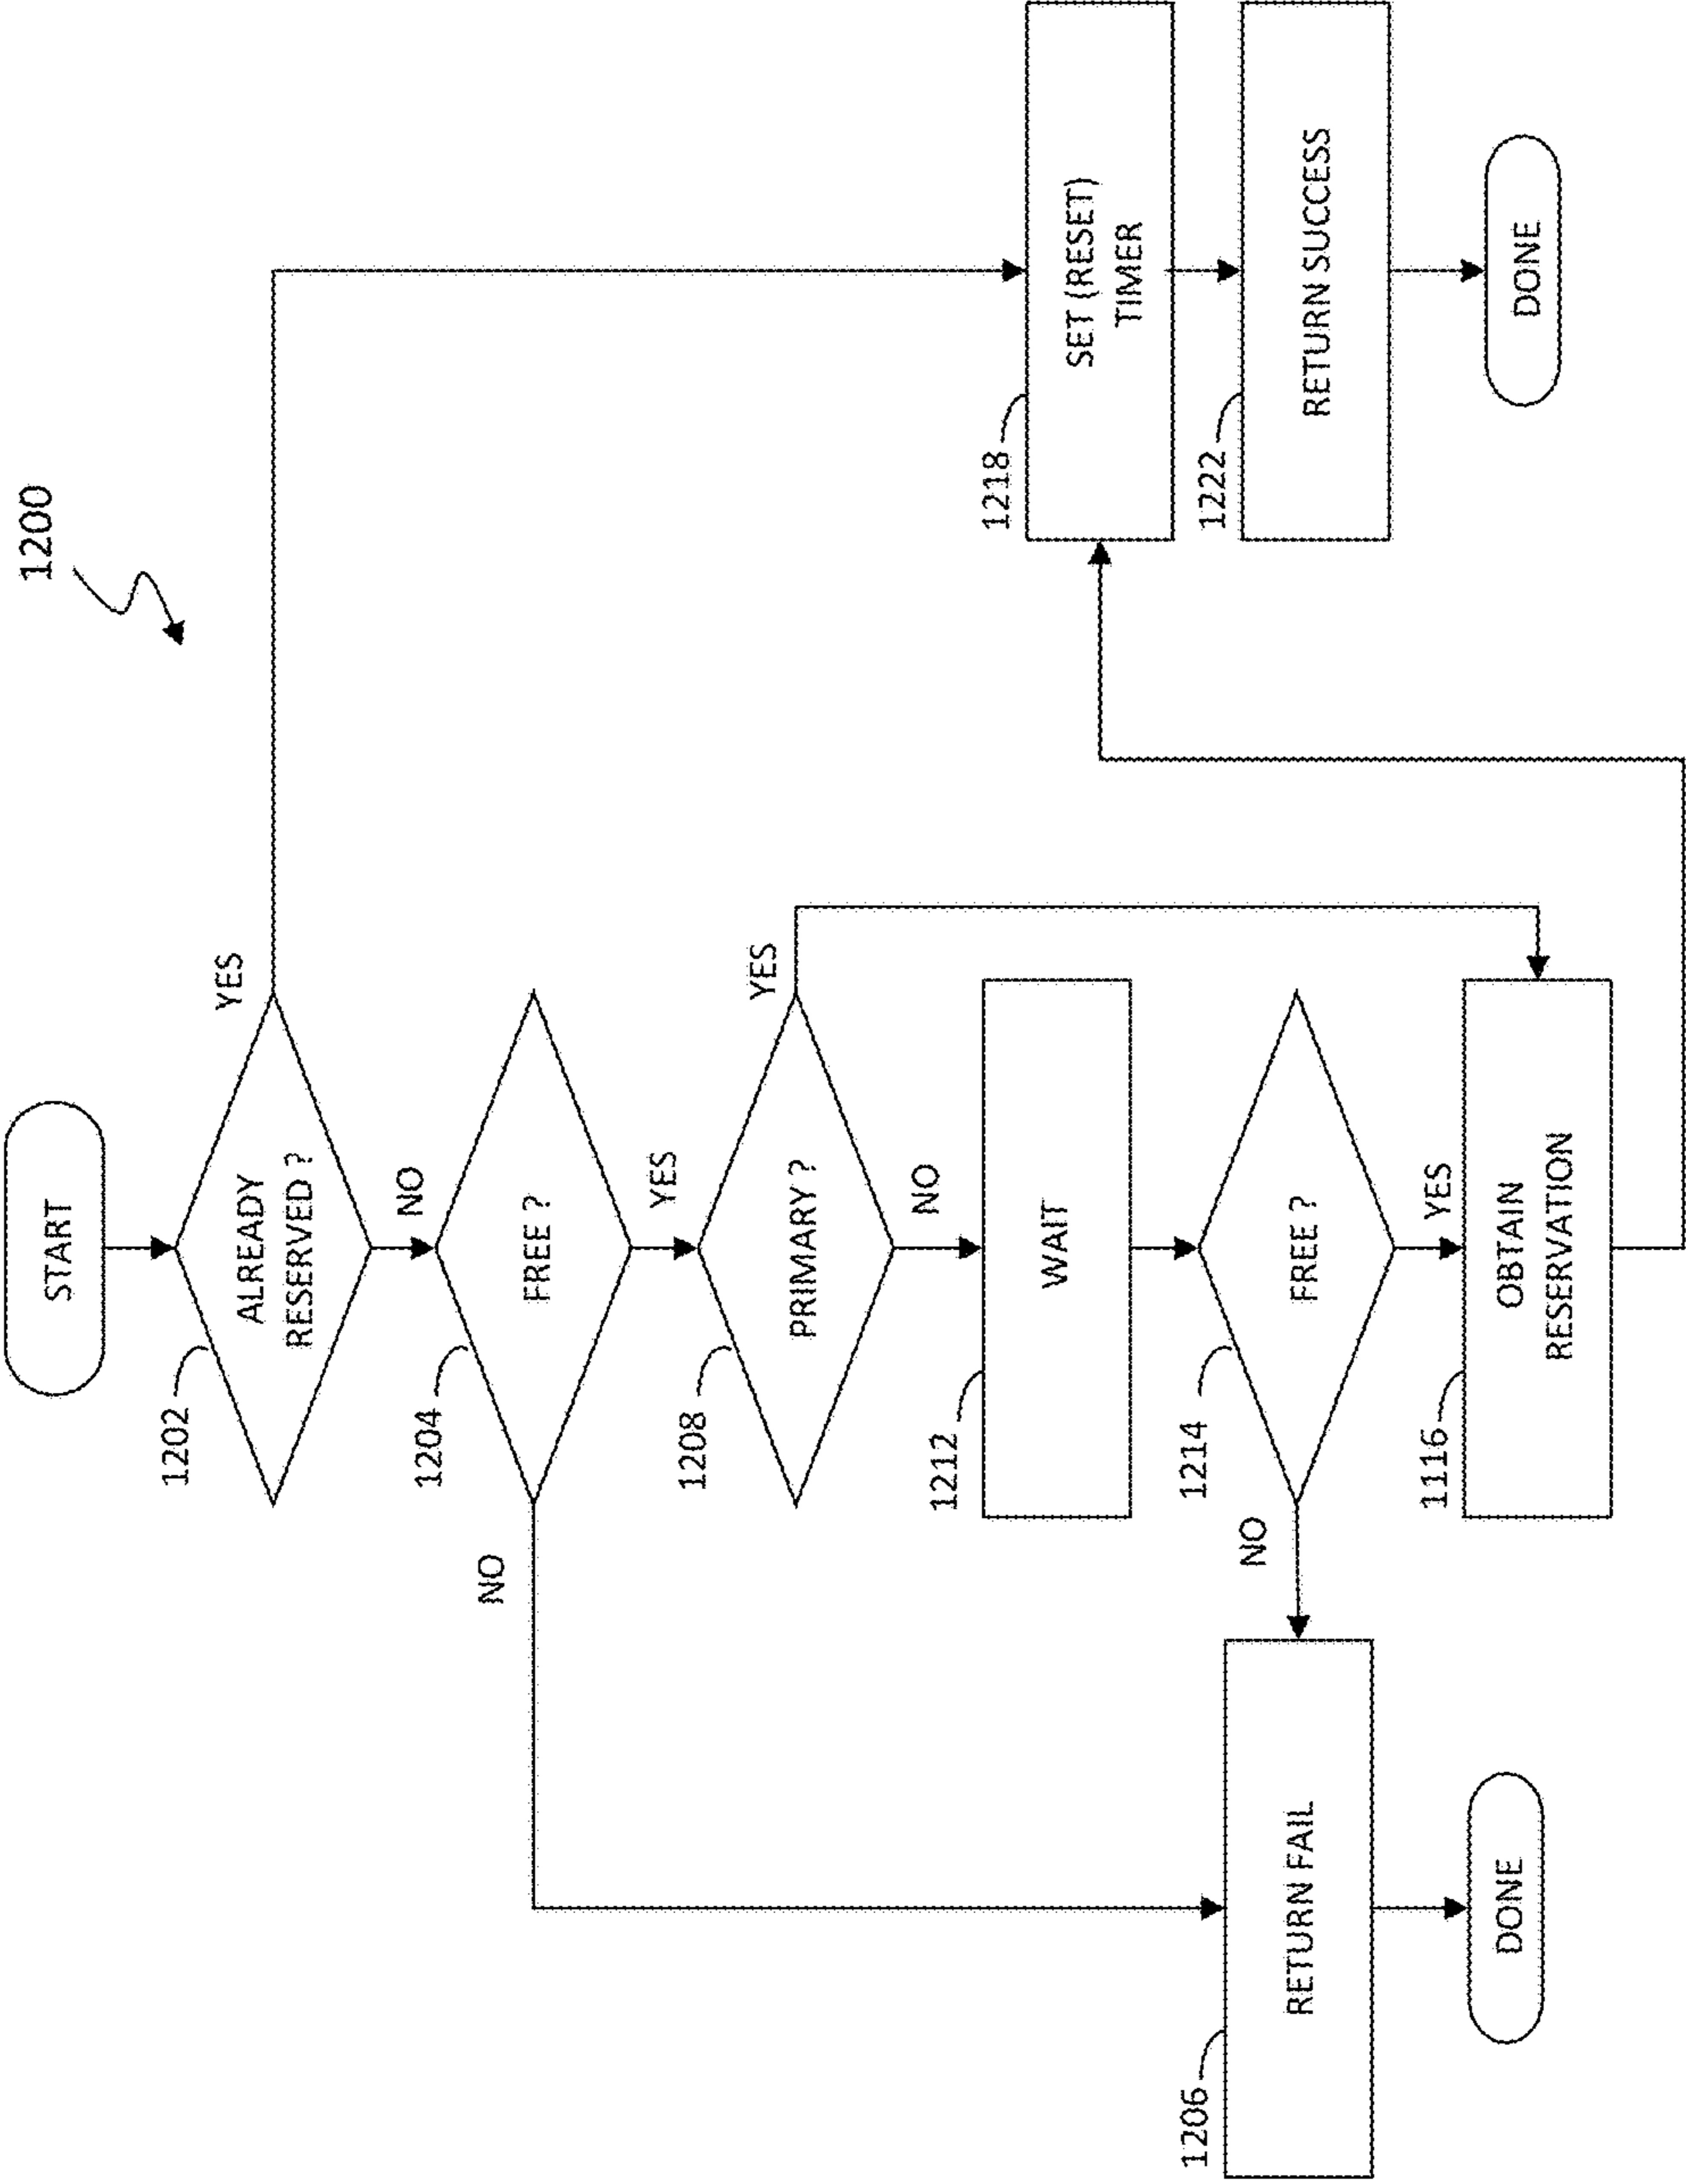 1200
START
1202
ALREADY
RESERVED ?
YES
NO
1204
FREE ?
NO
YES
1208
PRIMARY ?
YES
NO
1212
WAIT
1214
FREE ?
NO
YES
1116
OBTAIN
RESERVATION
1206
RETURN FAIL
DONE
1218
SET (RESET)
TIMER
1222
RETURN SUCCESS
DONE